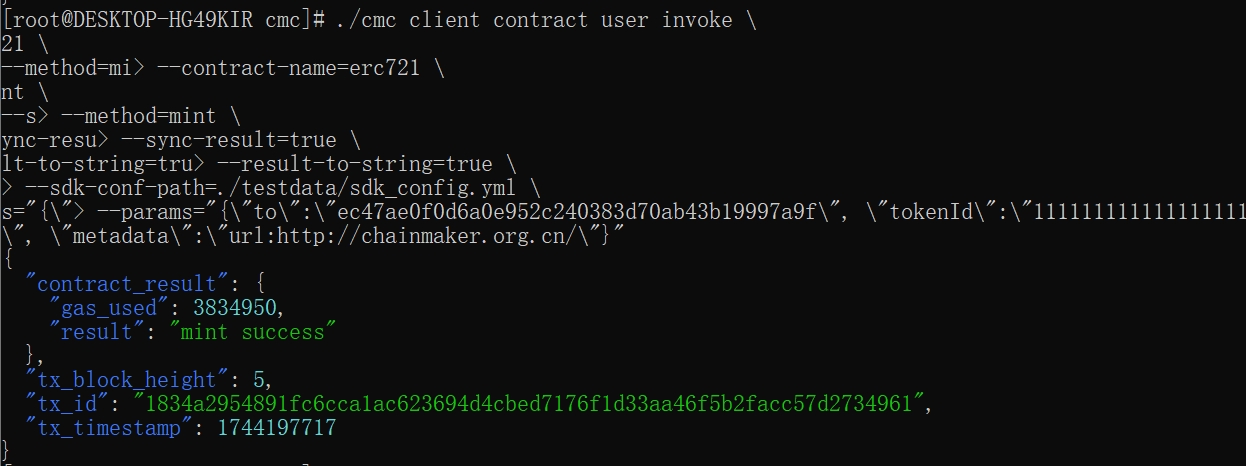 [root@DESKTOP-HG49KIR cmc]# ./cmc client contract user invoke \
21 \
--method=mi> --contract-name=erc721 \
nt \
--s> --method=mint \
ync-resu> --sync-result=true \
lt-to-string=tru> --result-to-string=true \
> --sdk-conf-path=./testdata/sdk_config.yml \
s="{\"> --params="{\"to\":\"ec47ae0f0d6a0e952c240383d70ab43b19997a9f\", \"tokenId\":\"111111111111111111
\", \"metadata\":\"url:http://chainmaker.org.cn/\"}"
{
  "contract_result": {
    "gas_used": 3834950,
    "result": "mint success"
  },
  "tx_block_height": 5,
  "tx_id": "1834a2954891fc6cca1ac623694d4cbed7176f1d33aa46f5b2facc57d2734961",
  "tx_timestamp": 1744197717
}